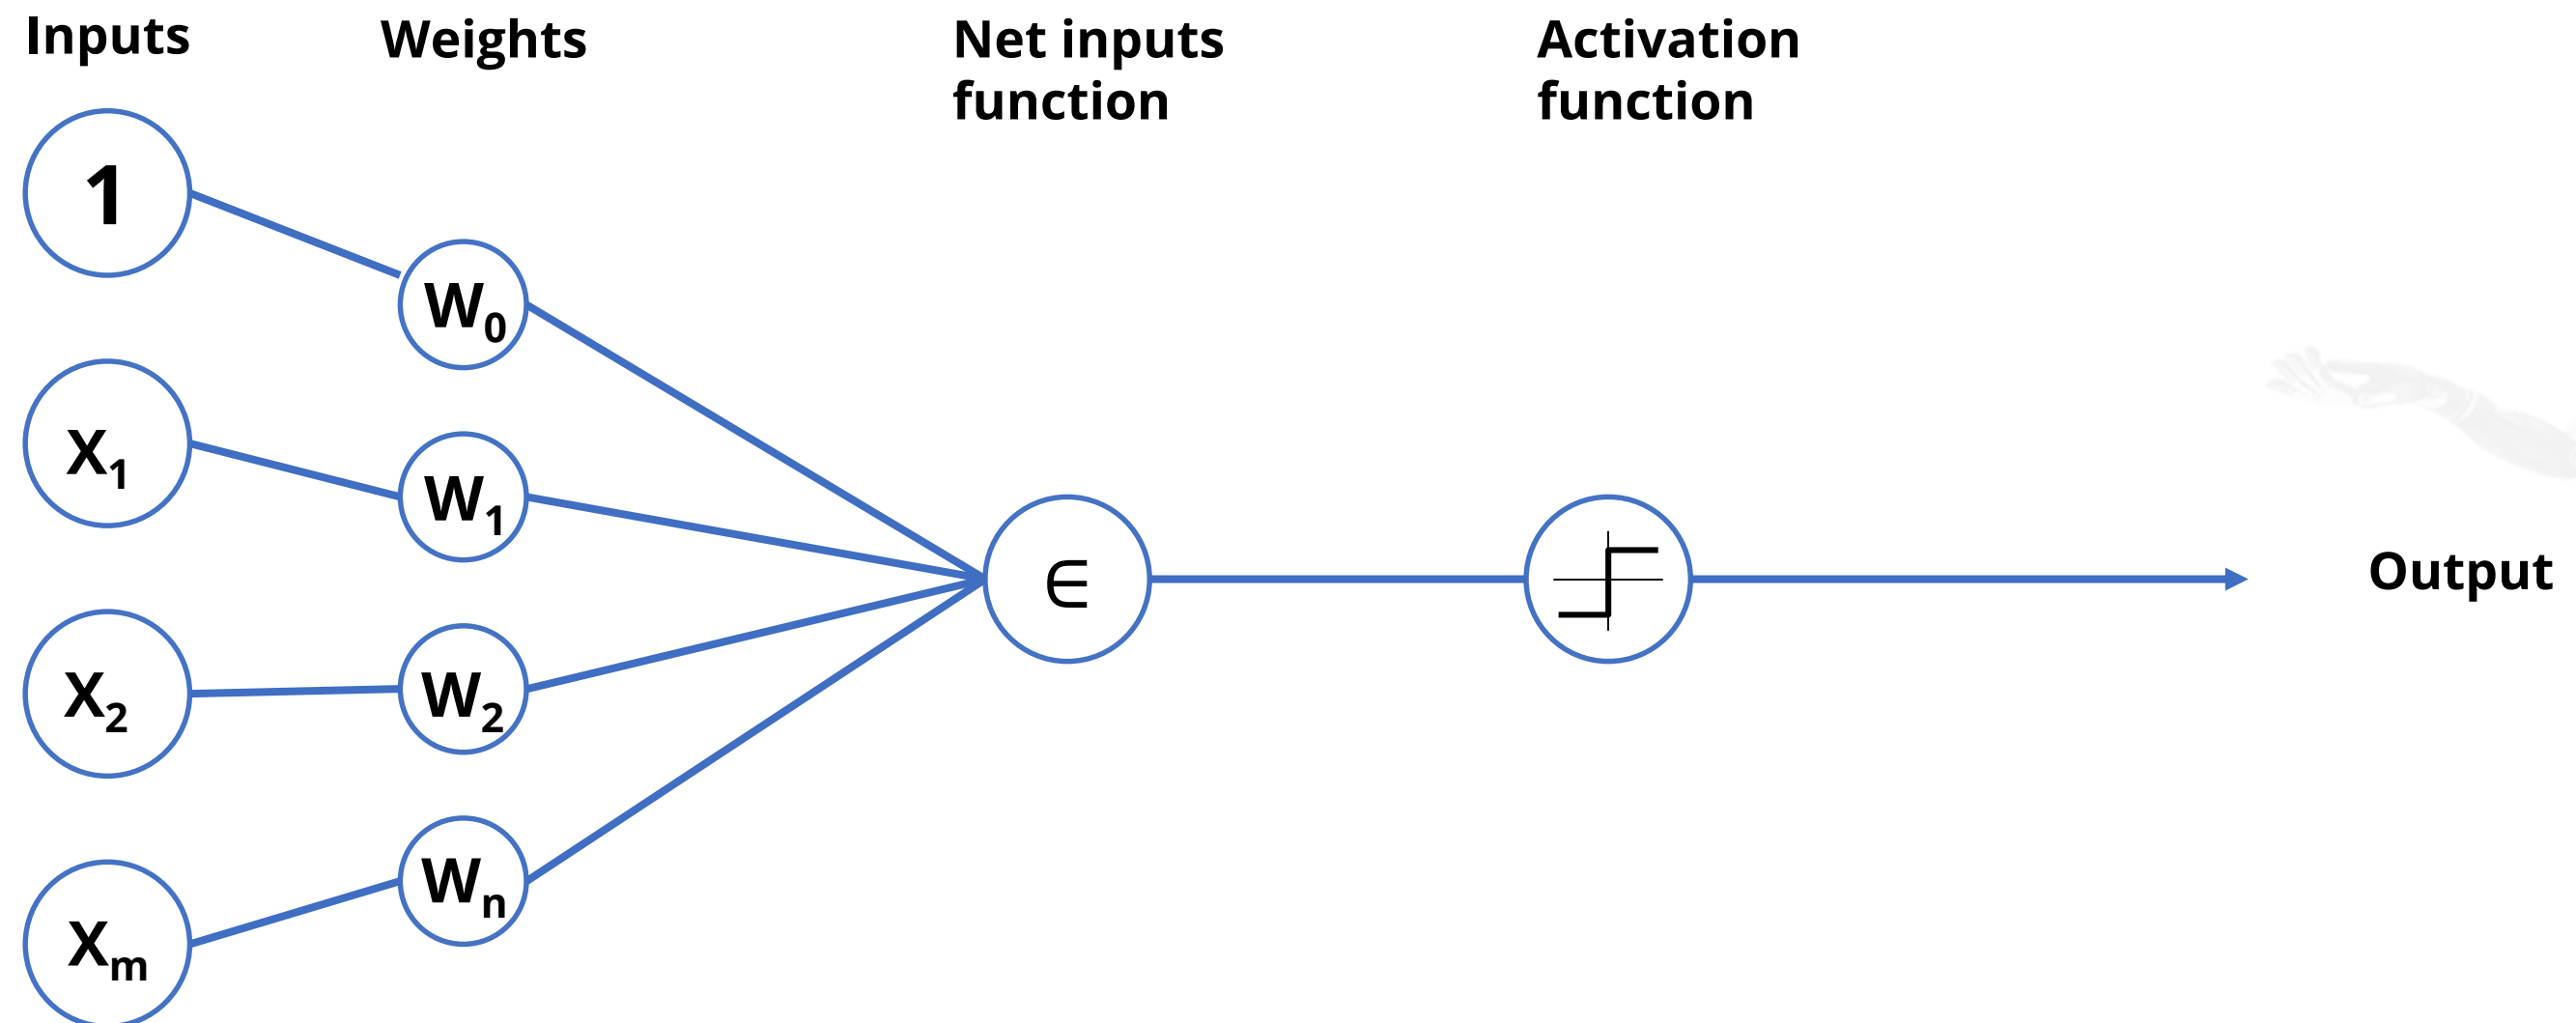 Inputs
Weights
Net inputs
function
Activation
function
1
W₀
X₁
W₁
∈
Output
X₂
W₂
Wₙ
Xₘ